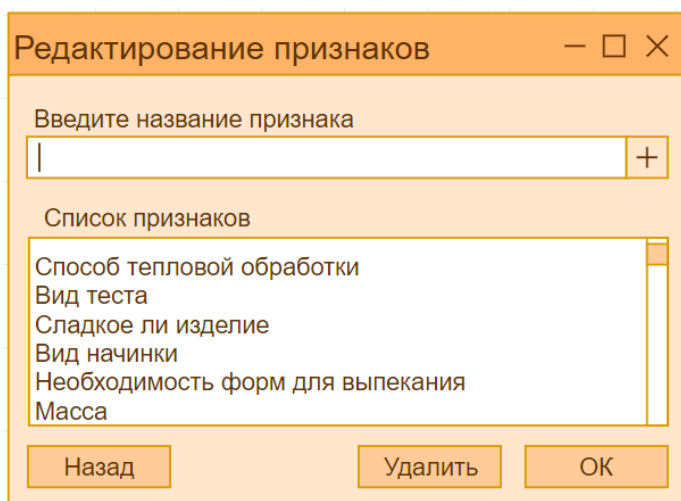 Редактирование признаков
Введите название признака
+
Список признаков
Способ тепловой обработки
Вид теста
Сладкое ли изделие
Вид начинки
Необходимость форм для выпекания
Масса
Назад Удалить ОК